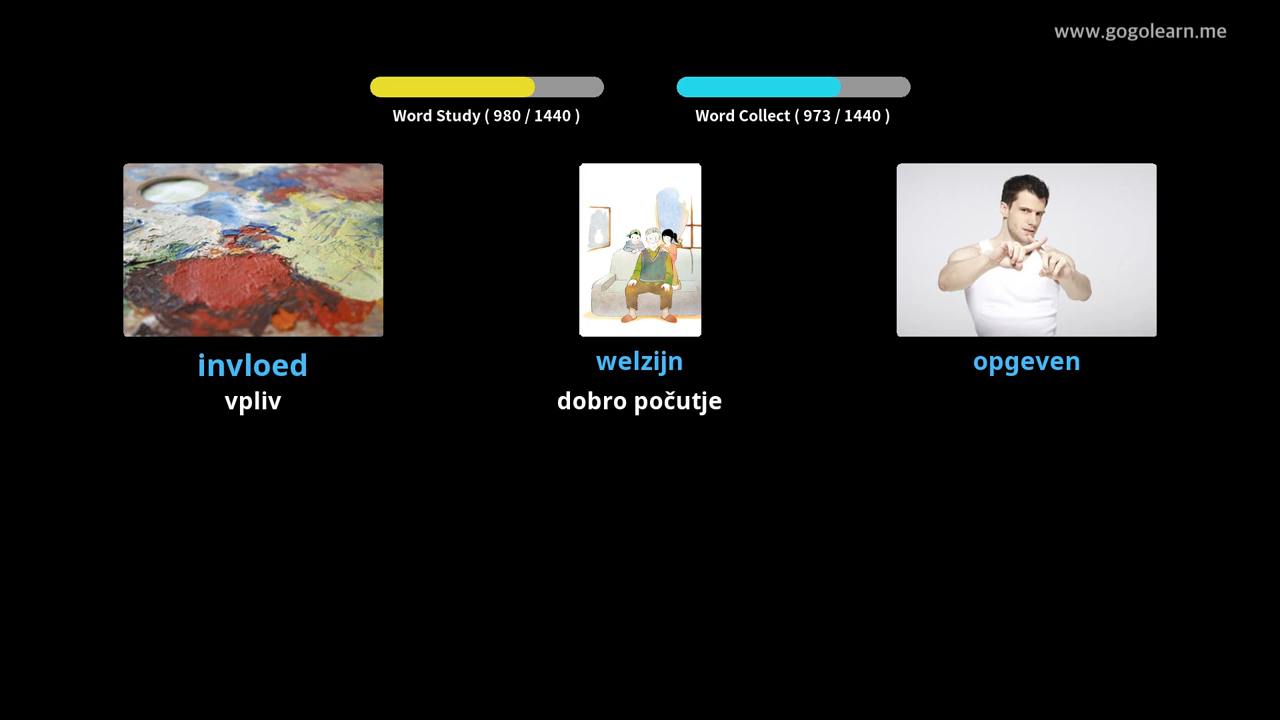 www.gogolearn.me
Word Study ( 980 / 1440 )
Word Collect ( 973 / 1440 )
invloed
welzijn
opgeven
vpliv
dobro počutje